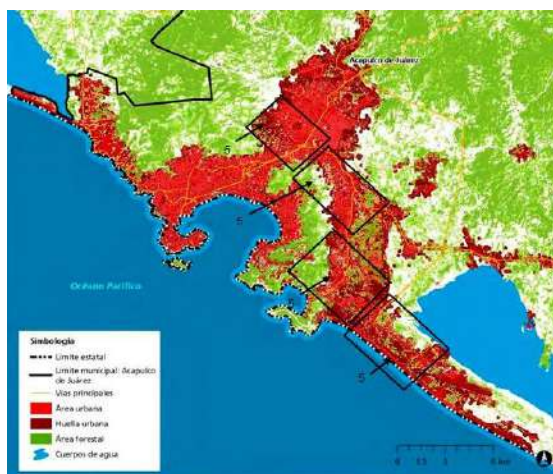 Acapulco de Juárez
5
5
6
Océano Pacífico
5
Simbología
Límite estatal
Límite municipal: Acapulco
de Juárez
Vías principales
Área urbana
Huella urbana
Área forestal
Cuerpos de agua